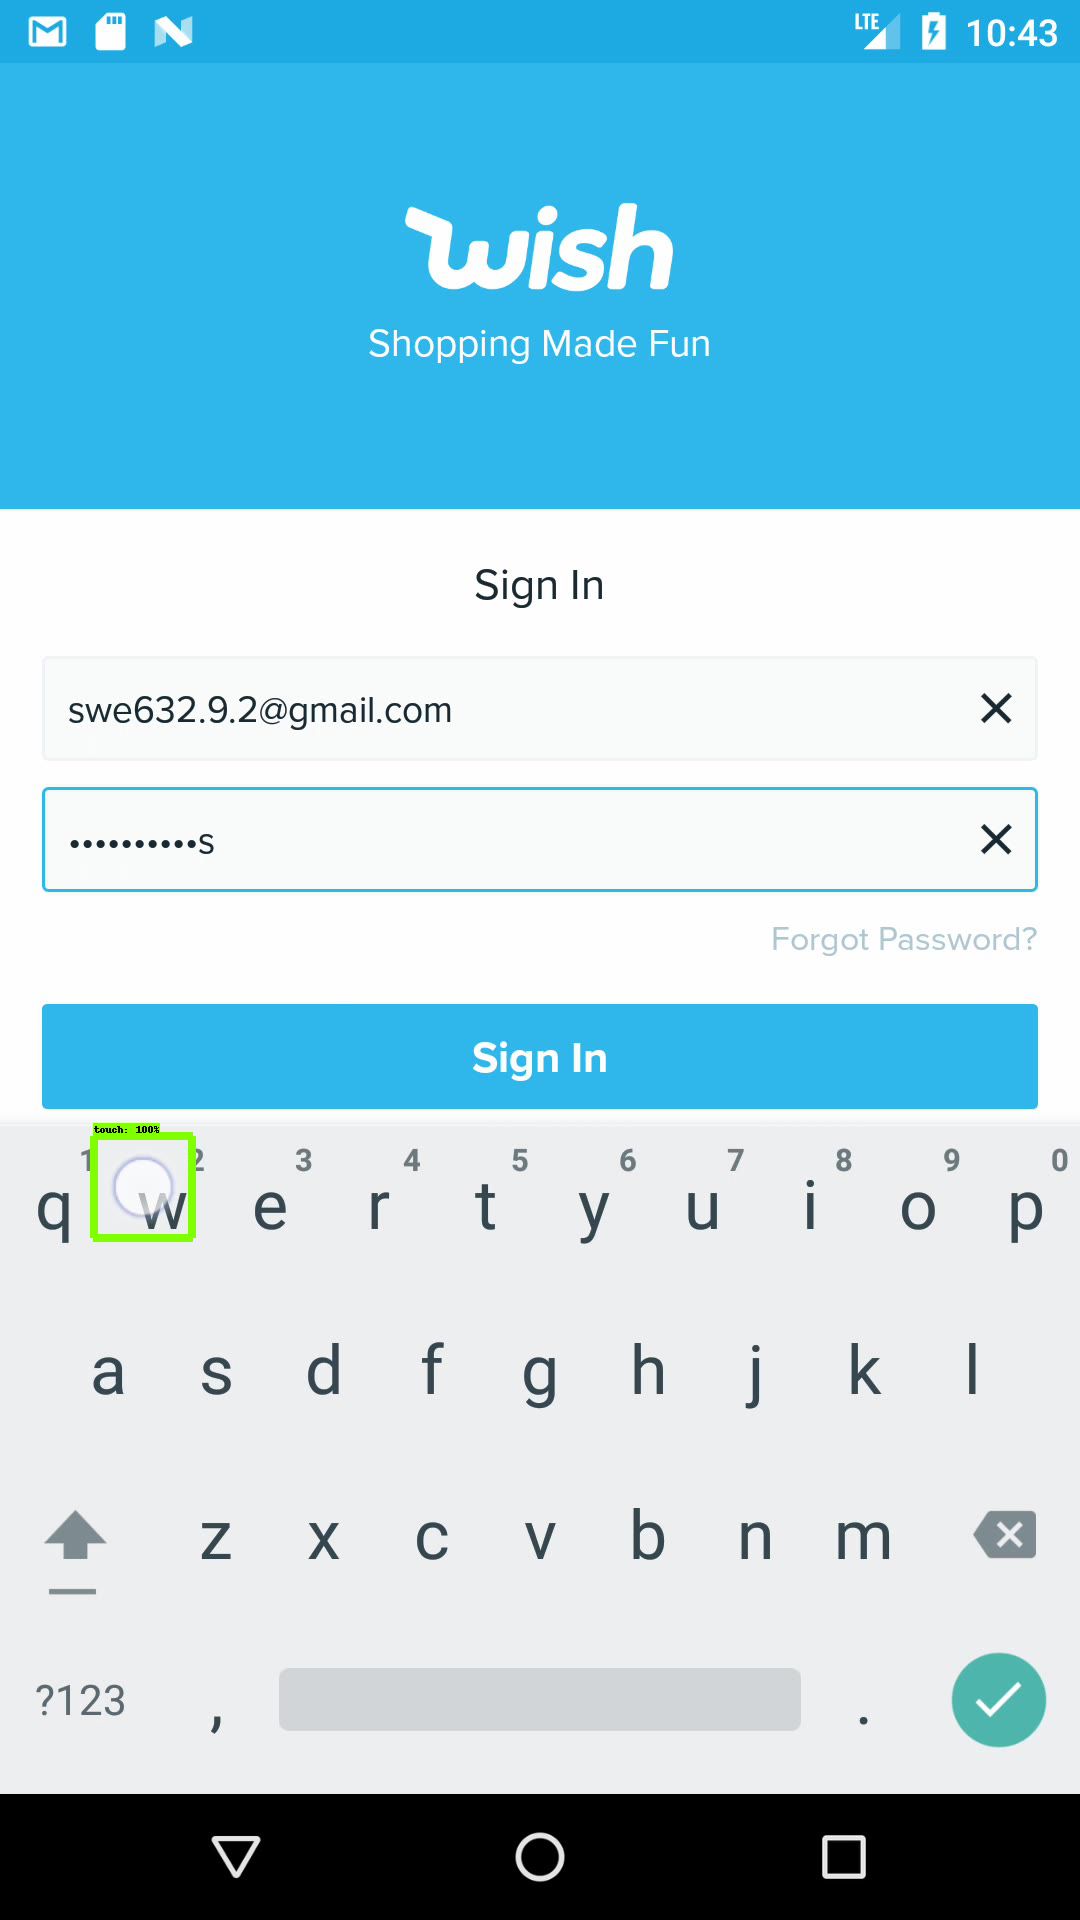 LTE 10:43
wish
Shopping Made Fun
Sign In
swe632.9.2@gmail.com
••••••••••s
Forgot Password?
Sign In
touch: 100%
1 2 3 4 5 6 7 8 9 0
q w e r t y u i o p
a s d f g h j k l
z x c v b n m
?123 , .